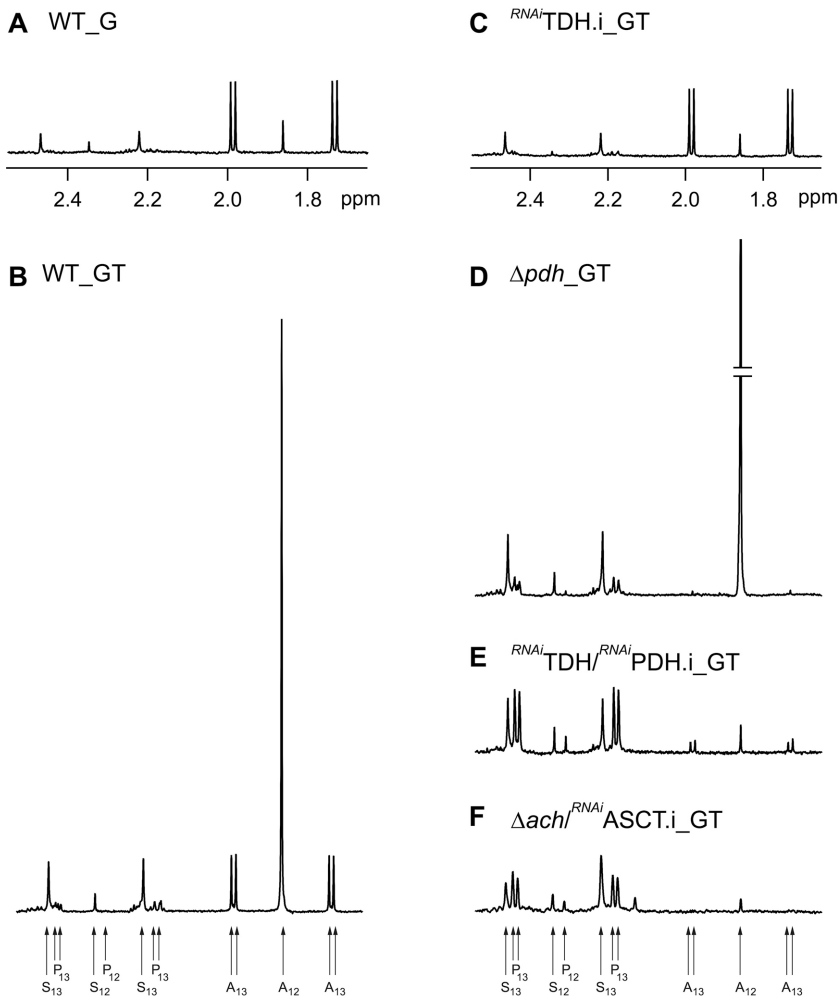 A WT_G
2.4 2.2 2.0 1.8 ppm
B WT_GT
P13 P12 P13
S13 S12 S13 A13 A12 A13
C RNAiTDH.i_GT
2.4 2.2 2.0 1.8 ppm
D Δpdh_GT
E RNAiTDH/RNAiPDH.i_GT
F Δach/RNAiASCT.i_GT
P13 P12 P13
S13 S12 S13 A13 A12 A13